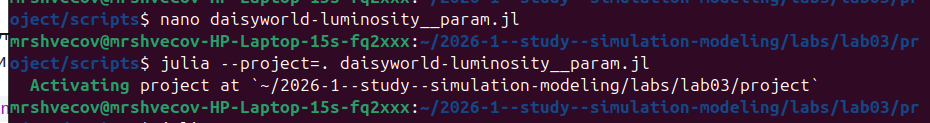 oject/scripts$ nano daisyworld-luminosity__param.jl
mrshvecov@mrshvecov-HP-Laptop-15s-fq2xxx:~/2026-1--study--simulation-modeling/labs/lab03/pr
oject/scripts$ julia --project=. daisyworld-luminosity__param.jl
Activating project at `~/2026-1--study--simulation-modeling/labs/lab03/project`
mrshvecov@mrshvecov-HP-Laptop-15s-fq2xxx:~/2026-1--study--simulation-modeling/labs/lab03/pr